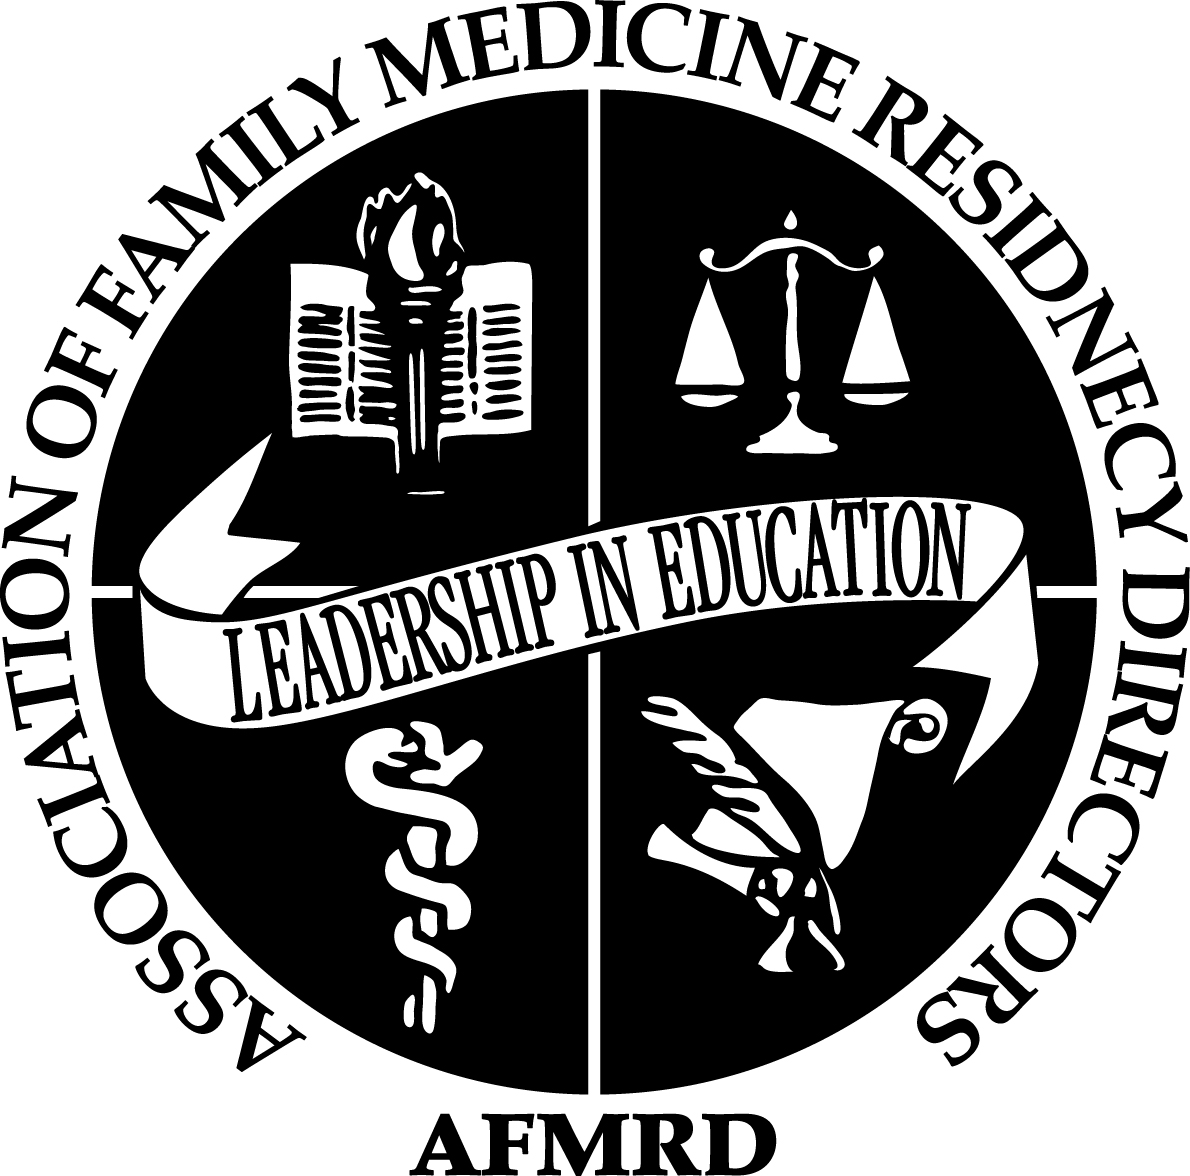 ASSOCIATION OF FAMILY MEDICINE RESIDNECY DIRECTORS
LEADERSHIP IN EDUCATION
AFMRD